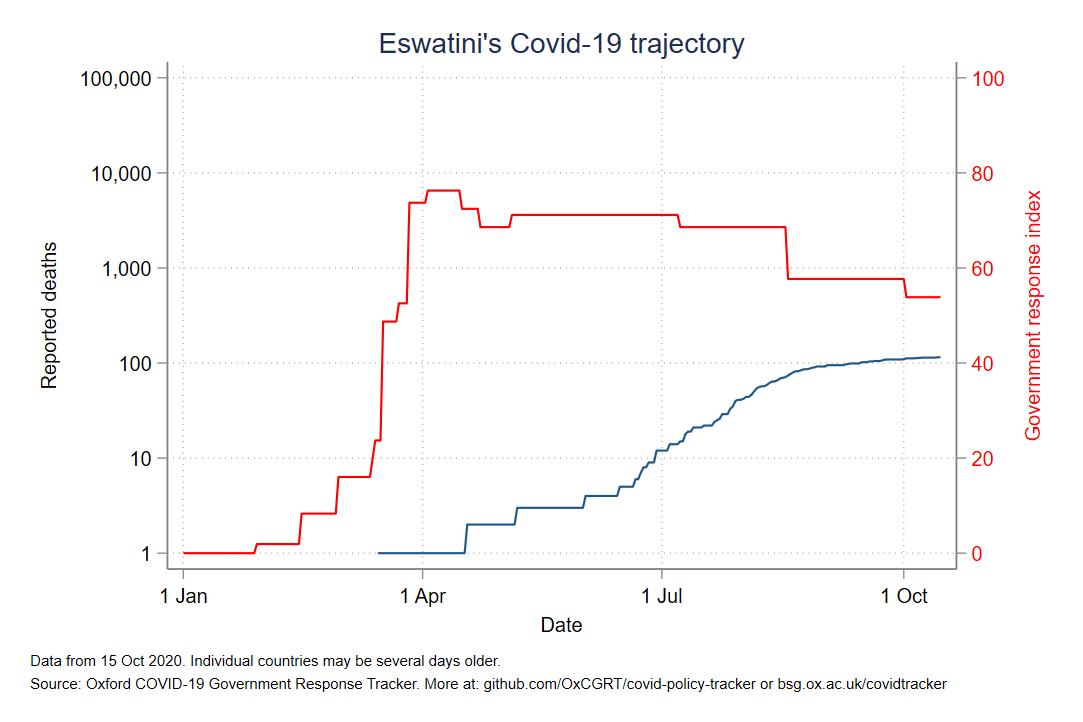 Eswatini's Covid-19 trajectory
100,000
10,000
1,000
100
10
1
Reported deaths
100
80
60
40
20
0
Government response index
1 Jan
1 Apr
1 Jul
1 Oct
Date
Data from 15 Oct 2020. Individual countries may be several days older.
Source: Oxford COVID-19 Government Response Tracker. More at: github.com/OxCGRT/covid-policy-tracker or bsg.ox.ac.uk/covidtracker